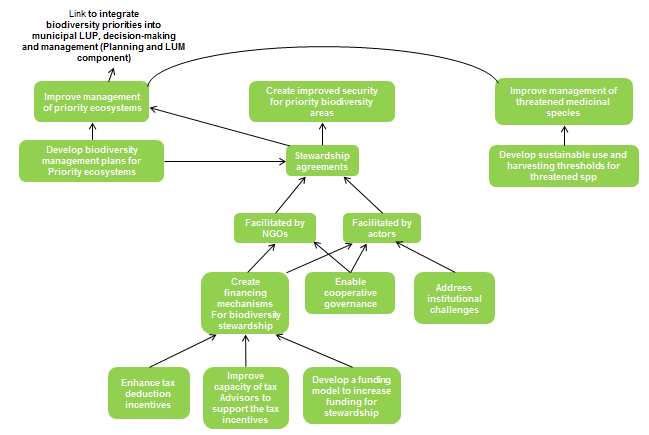 Link to integrate
biodiversity priorities into
municipal LUP, decision-making
and management (Planning and LUM
component)
Improve management
of priority ecosystems
Create improved security
for priority biodiversity
areas
Improve management of
threatened medicinal
species
Develop biodiversity
management plans for
Priority ecosystems
Stewardship
agreements
Develop sustainable use and
harvesting thresholds for
threatened spp
Facilitated by
NGOs
Facilitated by
actors
Create
financing
mechanisms
For biodiversity
stewardship
Enable
cooperative
governance
Address
institutional
challenges
Enhance tax
deduction
incentives
Improve
capacity of tax
Advisors to
support the tax
incentives
Develop a funding
model to increase
funding for
stewardship